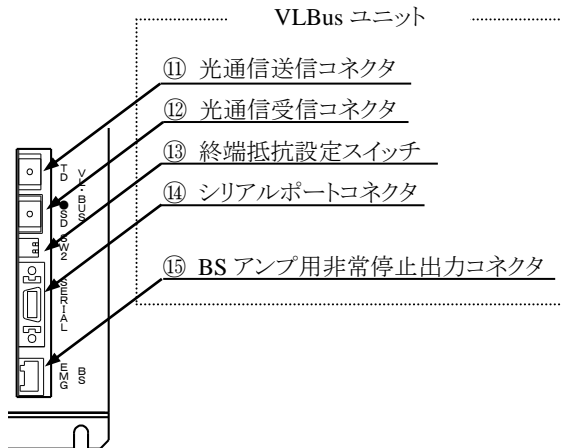 VLBus ユニット
⑪ 光通信送信コネクタ
⑫ 光通信受信コネクタ
⑬ 終端抵抗設定スイッチ
⑭ シリアルポートコネクタ
⑮ BS アンプ用非常停止出力コネクタ
VL・BUS
TD
●SD
SW2
SERIAL
BS
EMG